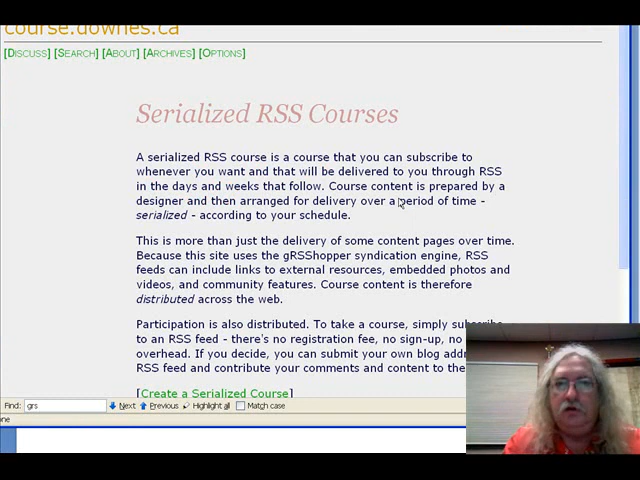 course.downes.ca
[Discuss] [Search] [About] [Archives] [Options]
Serialized RSS Courses
A serialized RSS course is a course that you can subscribe to
whenever you want and that will be delivered to you through RSS
in the days and weeks that follow. Course content is prepared by a
designer and then arranged for delivery over a period of time -
serialized - according to your schedule.
This is more than just the delivery of some content pages over time.
Because this site uses the gRSShopper syndication engine, RSS
feeds can include links to external resources, embedded photos and
videos, and community features. Course content is therefore
distributed across the web.
Participation is also distributed. To take a course, simply subscribe
to an RSS feed - there's no registration fee, no sign-up, no
overhead. If you decide, you can submit your own blog
RSS feed and contribute your comments and content to the
[Create a Serialized Course]
Find: grs Next Previous Highlight all Match case